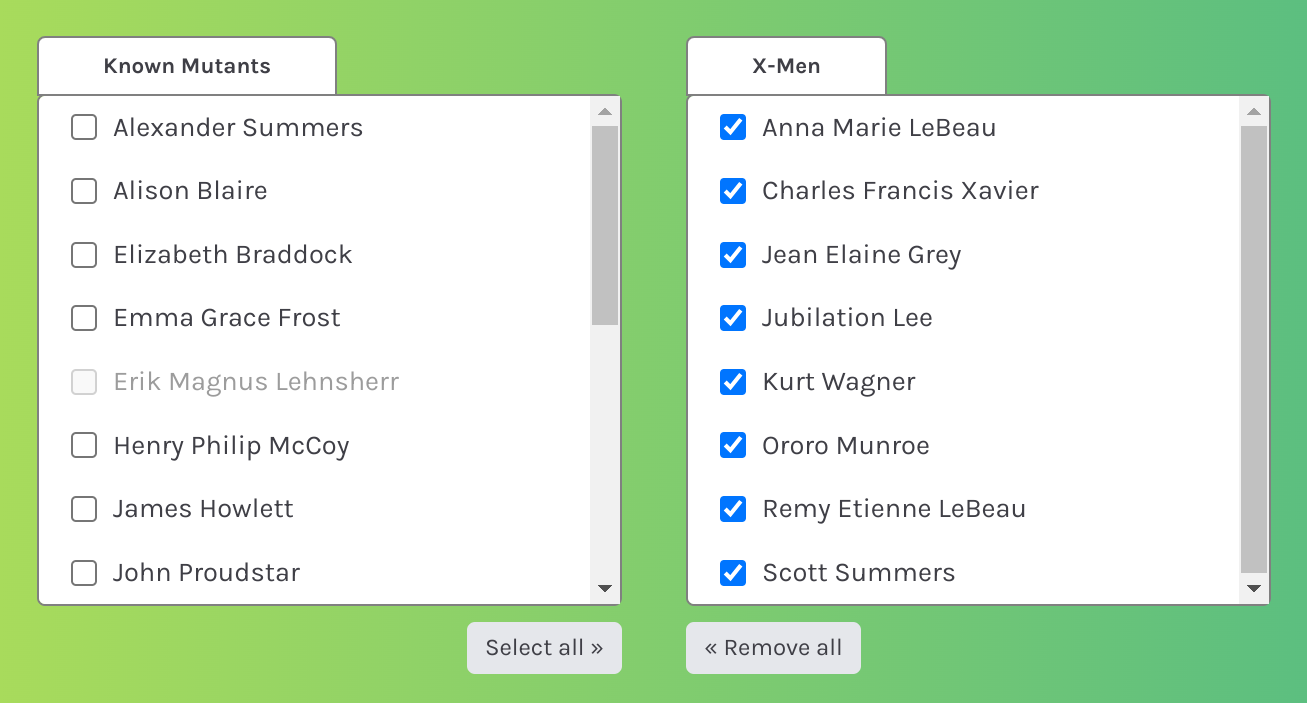 Known Mutants
Alexander Summers
Alison Blaire
Elizabeth Braddock
Emma Grace Frost
Erik Magnus Lehnsherr
Henry Philip McCoy
James Howlett
John Proudstar
Select all »
X-Men
Anna Marie LeBeau
Charles Francis Xavier
Jean Elaine Grey
Jubilation Lee
Kurt Wagner
Ororo Munroe
Remy Etienne LeBeau
Scott Summers
« Remove all